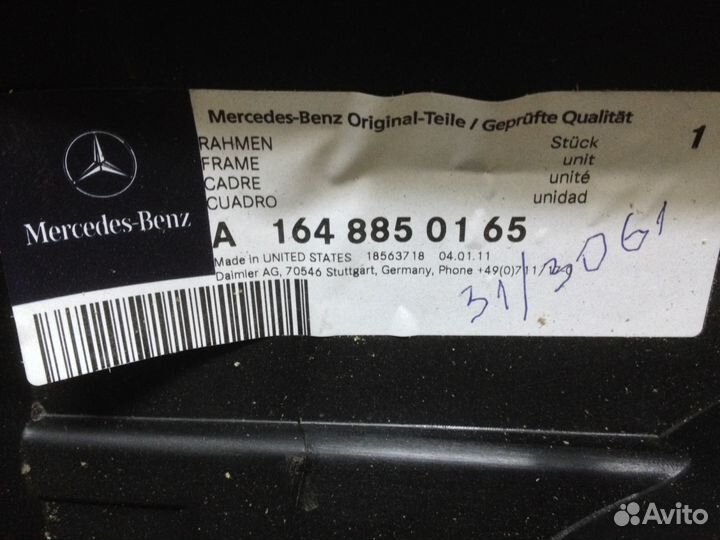 Mercedes-Benz Original-Teile / Geprüfte Qualität
RAHMEN Stück 1
FRAME unit
CADRE unité
CUADRO unidad
Mercedes-Benz
A 164 885 01 65
Made in UNITED STATES 18563718 04.01.11
Daimler AG, 70546 Stuttgart, Germany, Phone +49(0)711/
31/3061
Avito